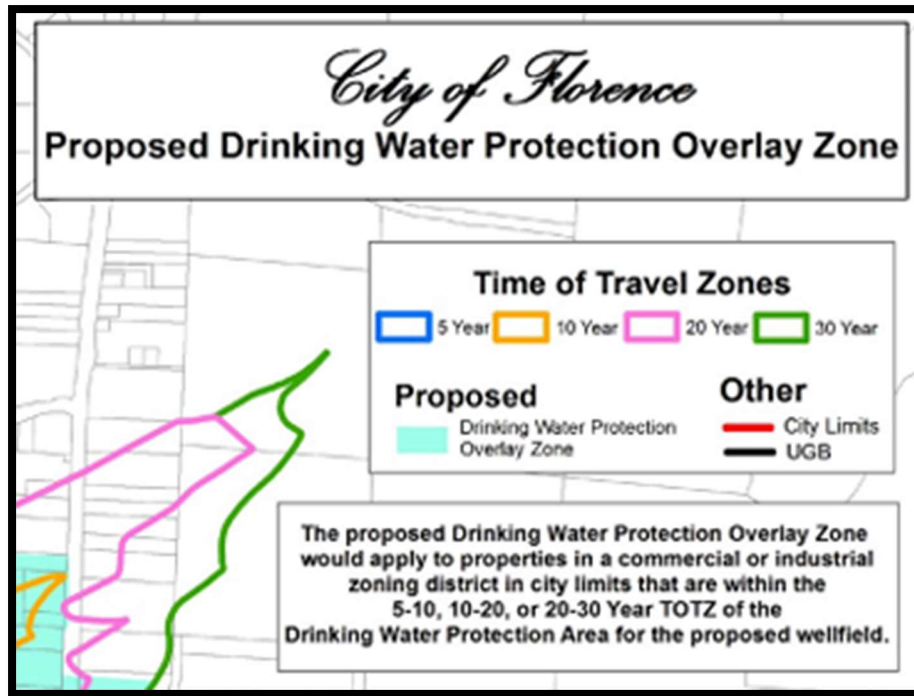 City of Florence
Proposed Drinking Water Protection Overlay Zone
Time of Travel Zones
5 Year 10 Year 20 Year 30 Year
Proposed
Drinking Water Protection
Overlay Zone
Other
City Limits
UGB
The proposed Drinking Water Protection Overlay Zone
would apply to properties in a commercial or industrial
zoning district in city limits that are within the
5-10, 10-20, or 20-30 Year TOTZ of the
Drinking Water Protection Area for the proposed wellfield.